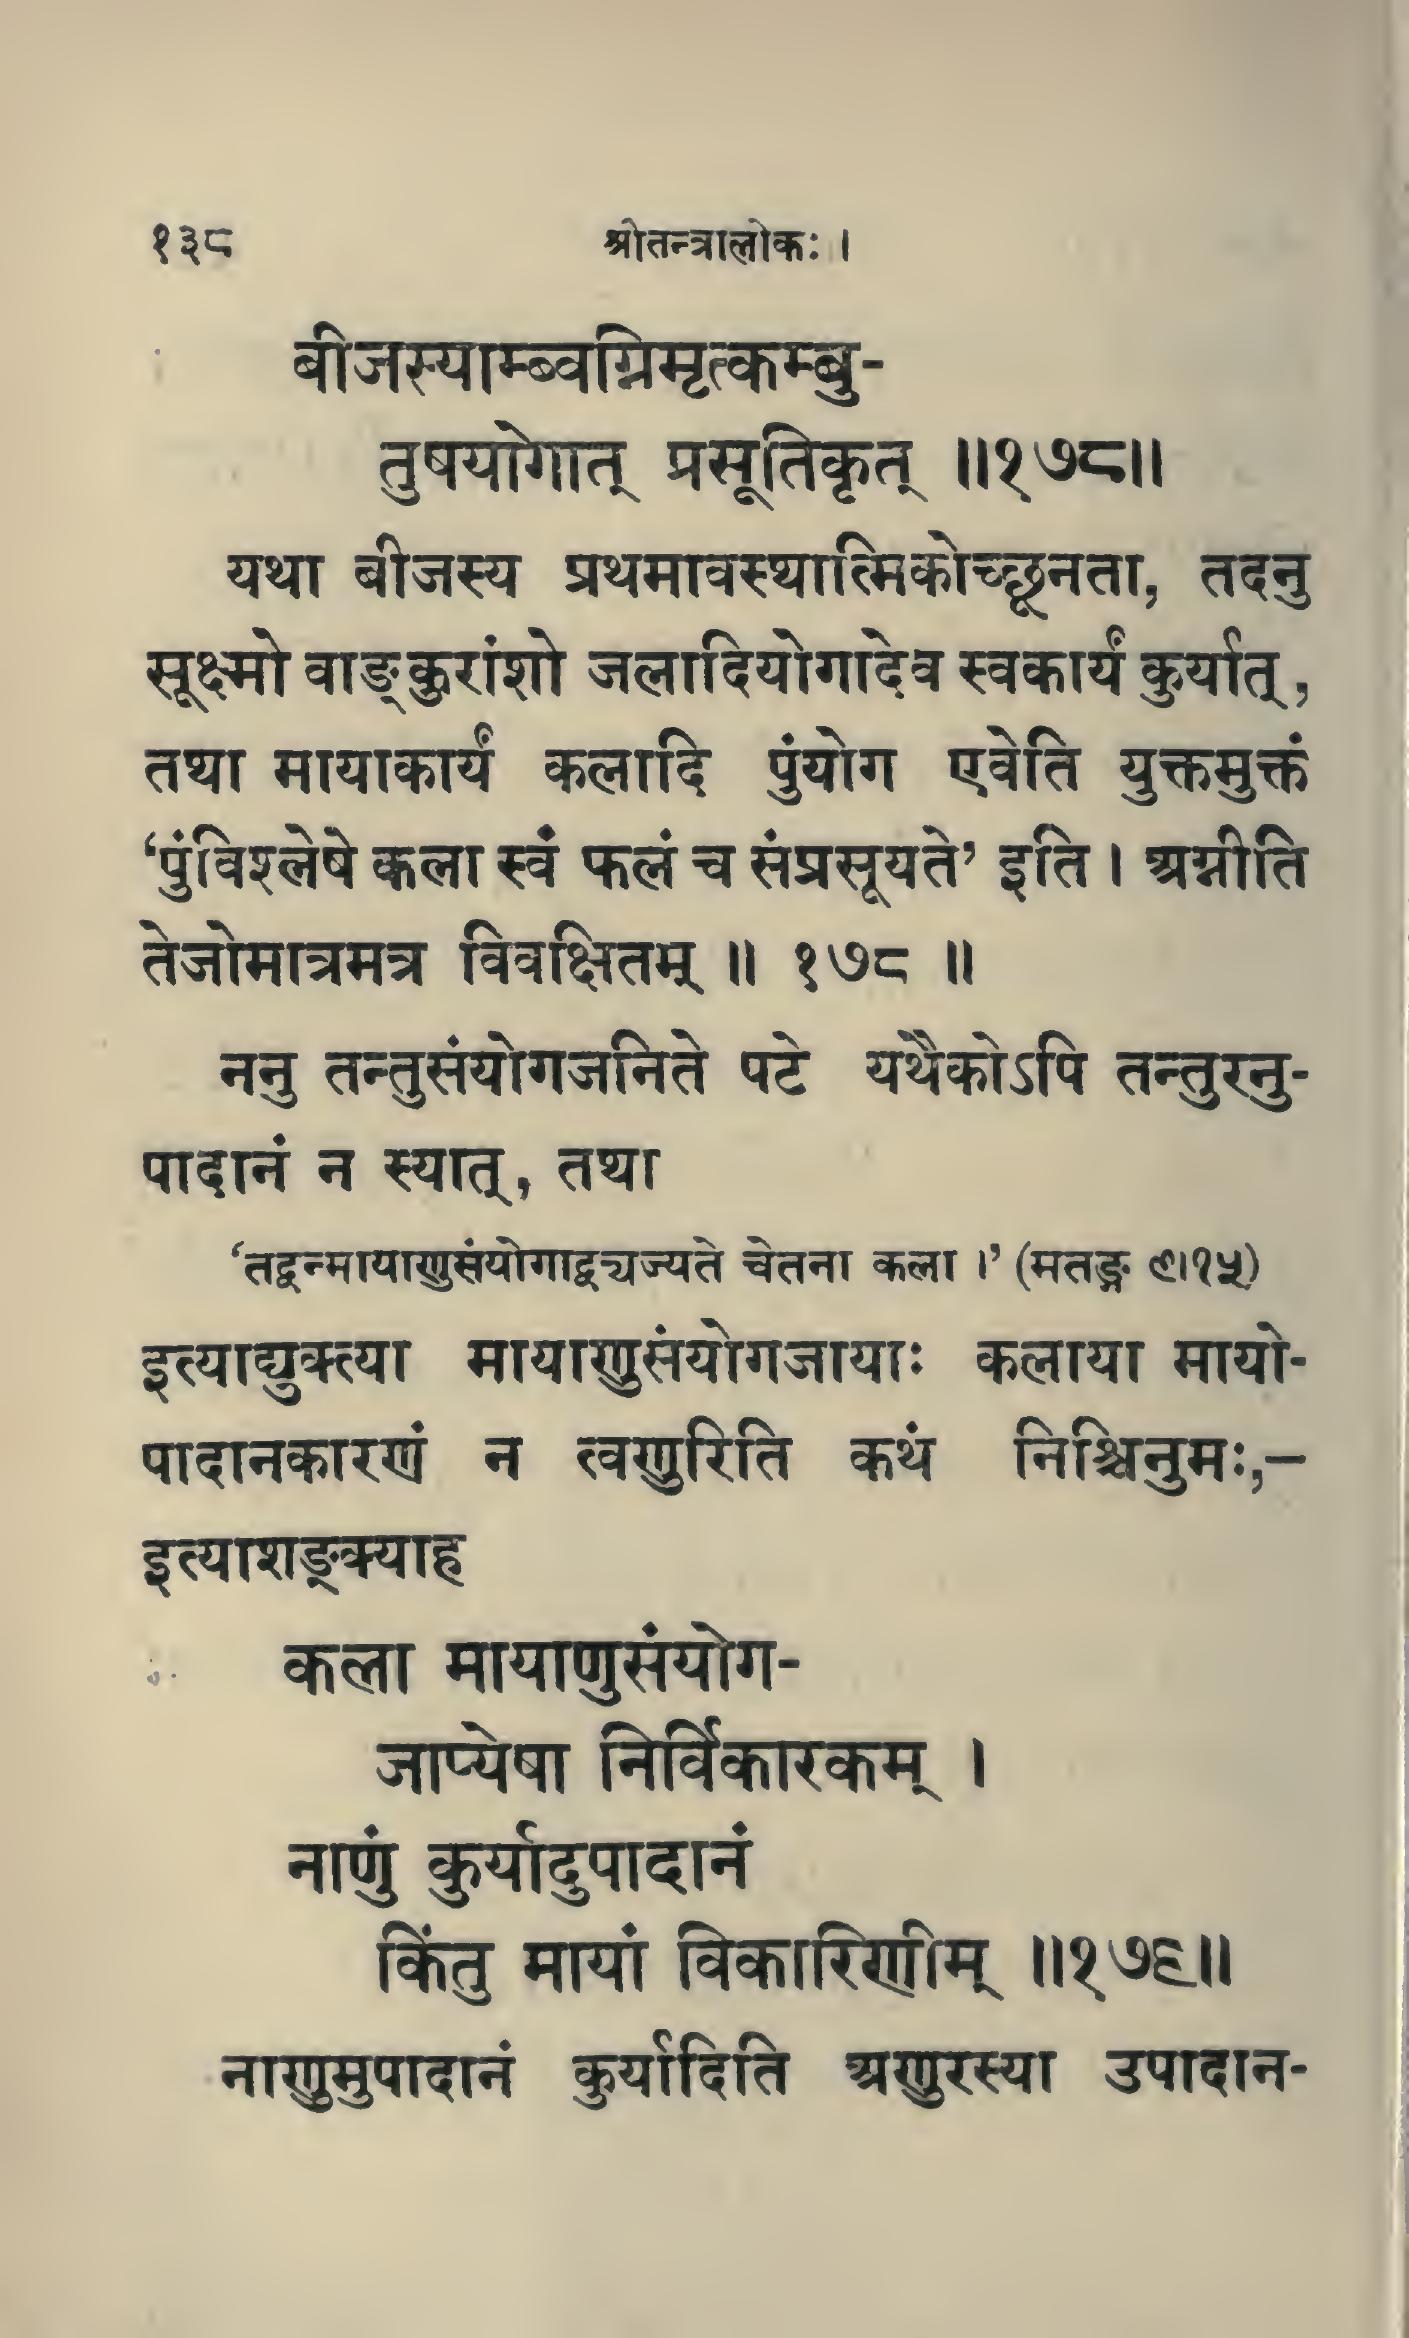 १३८ श्रीतन्त्रालोकः ।
बीजस्याम्ब्वग्निमृत्कम्बु-
तुषयोगात् प्रसूतिकृत् ॥१७८॥
यथा बीजस्य प्रथमावस्थात्मिकोच्छूनता, तदनु
सूक्ष्मो वाङ्कुरांशो जलादियोगादेव स्वकार्यं कुर्यात्,
तथा मायाकार्यं कलादि पुंयोग एवेति युक्तमुक्तं
‘पुंविश्लेषे कला स्वं फलं च संप्रसूयते’ इति । अग्नीति
तेजोमात्रमत्र विवक्षितम् ॥ १७८ ॥
ननु तन्तुसंयोगजनिते पटे यथैकोऽपि तन्तुरनु-
पादानं न स्यात्, तथा
‘तद्वन्मायाणुसंयोगाद्व्यज्यते चेतना कला ।’ (मतङ्ग ९।१५)
इत्याद्युक्त्या मायाणुसंयोगजायाः कलाया मायो-
पादानकारणं न त्वणुरिति कथं निश्चिनुमः,—
इत्याशङ्क्याह
कला मायाणुसंयोग-
जाप्येषा निर्विकारकम् ।
नाणुं कुर्यादुपादानं
किंतु मायां विकारिणीम् ॥१७९॥
नाणुमुपादानं कुर्यादिति अणुरस्या उपादान-